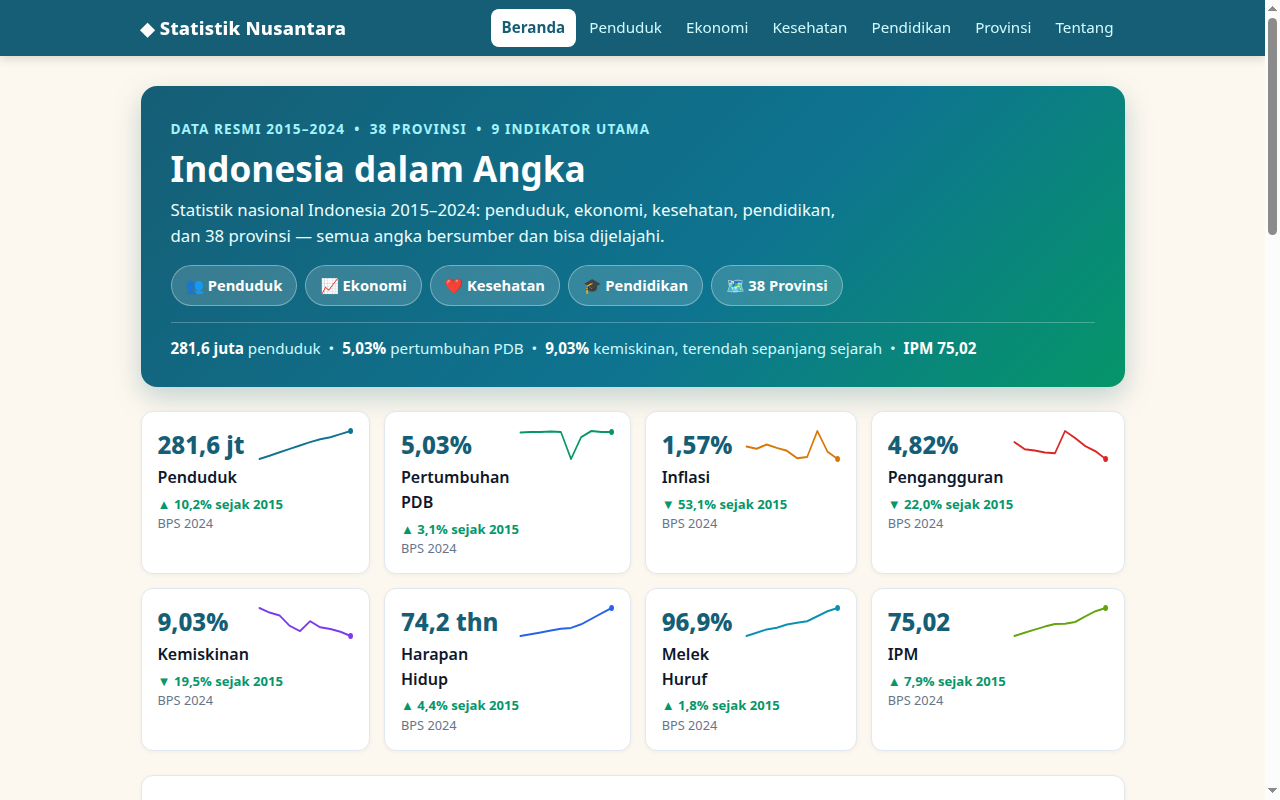 ◆ Statistik Nusantara
Beranda
Penduduk
Ekonomi
Kesehatan
Pendidikan
Provinsi
Tentang
DATA RESMI 2015–2024 • 38 PROVINSI • 9 INDIKATOR UTAMA
Indonesia dalam Angka
Statistik nasional Indonesia 2015–2024: penduduk, ekonomi, kesehatan, pendidikan,
dan 38 provinsi — semua angka bersumber dan bisa dijelajahi.
👥 Penduduk
📈 Ekonomi
❤️ Kesehatan
🎓 Pendidikan
🗺️ 38 Provinsi
281,6 juta penduduk • 5,03% pertumbuhan PDB • 9,03% kemiskinan, terendah sepanjang sejarah • IPM 75,02
281,6 jt
Penduduk
▲ 10,2% sejak 2015
BPS 2024
5,03%
Pertumbuhan
PDB
▲ 3,1% sejak 2015
BPS 2024
1,57%
Inflasi
▼ 53,1% sejak 2015
BPS 2024
4,82%
Pengangguran
▼ 22,0% sejak 2015
BPS 2024
9,03%
Kemiskinan
▼ 19,5% sejak 2015
BPS 2024
74,2 thn
Harapan
Hidup
▲ 4,4% sejak 2015
BPS 2024
96,9%
Melek
Huruf
▲ 1,8% sejak 2015
BPS 2024
75,02
IPM
▲ 7,9% sejak 2015
BPS 2024